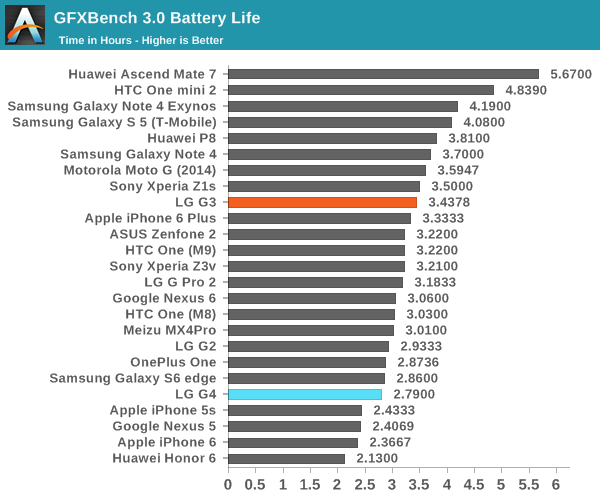 GFXBench 3.0 Battery Life
Time in Hours - Higher is Better
Huawei Ascend Mate 7 5.6700
HTC One mini 2 4.8390
Samsung Galaxy Note 4 Exynos 4.1900
Samsung Galaxy S 5 (T-Mobile) 4.0800
Huawei P8 3.8100
Samsung Galaxy Note 4 3.7000
Motorola Moto G (2014) 3.5947
Sony Xperia Z1s 3.5000
LG G3 3.4378
Apple iPhone 6 Plus 3.3333
ASUS Zenfone 2 3.2200
HTC One (M9) 3.2200
Sony Xperia Z3v 3.2100
LG G Pro 2 3.1833
Google Nexus 6 3.0600
HTC One (M8) 3.0300
Meizu MX4Pro 3.0100
LG G2 2.9333
OnePlus One 2.8736
Samsung Galaxy S6 edge 2.8600
LG G4 2.7900
Apple iPhone 5s 2.4333
Google Nexus 5 2.4069
Apple iPhone 6 2.3667
Huawei Honor 6 2.1300
0 0.5 1 1.5 2 2.5 3 3.5 4 4.5 5 5.5 6